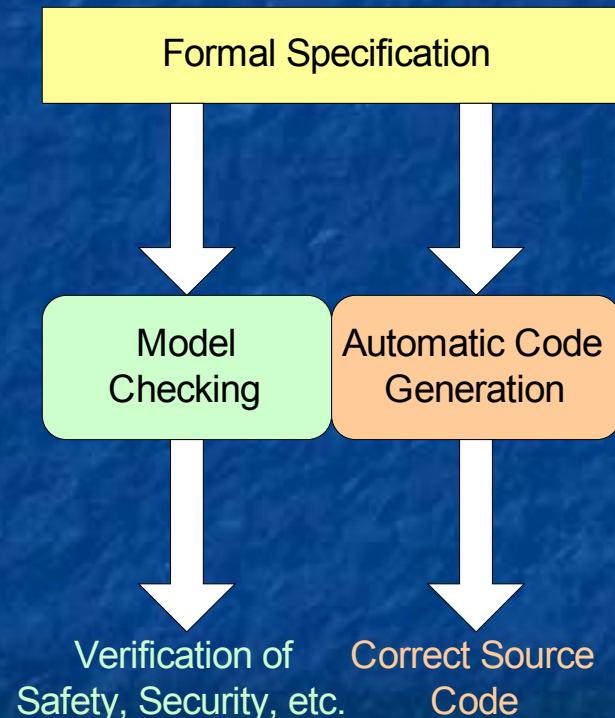 Formal Specification
Model
Checking
Automatic Code
Generation
Verification of
Safety, Security, etc.
Correct Source
Code